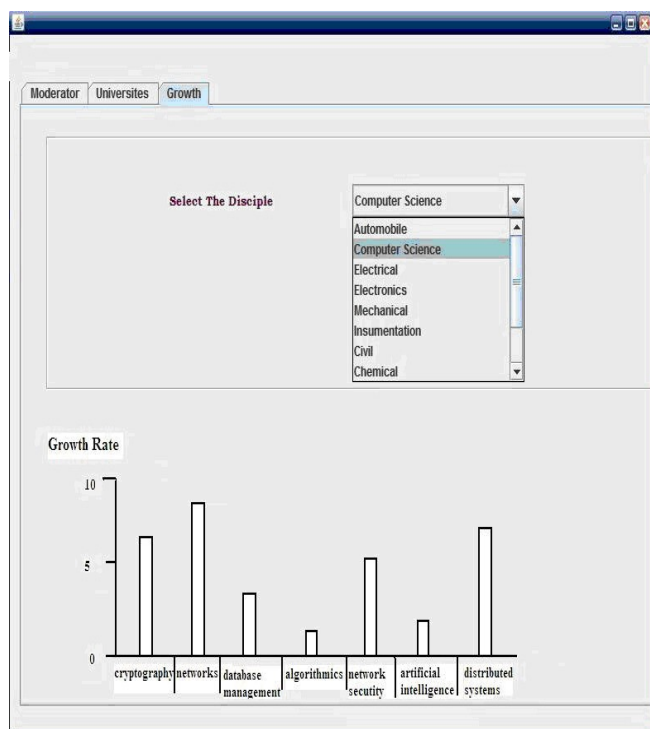 Moderator Universites Growth
Select The Disciple
Computer Science
Automobile
Computer Science
Electrical
Electronics
Mechanical
Insumentation
Civil
Chemical
Growth Rate
10
5
0
cryptography networks database management algorithmics network secutity artificial intelligence distributed systems